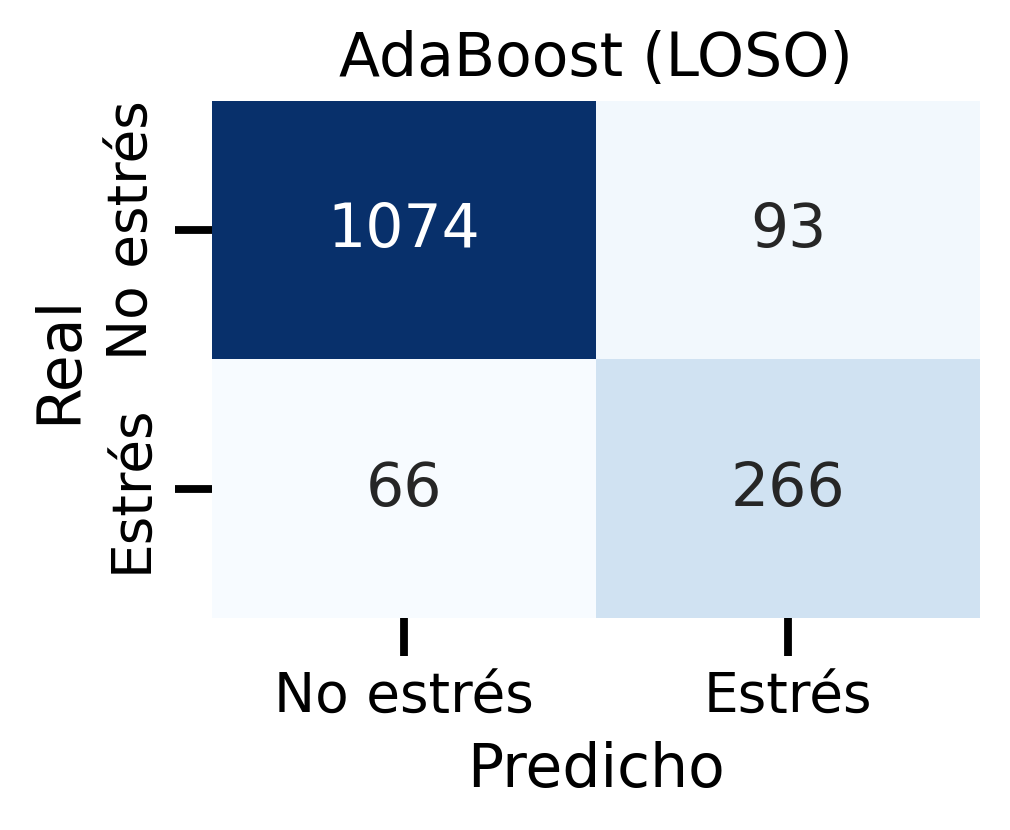 AdaBoost (LOSO)
Real
No estrés
1074
93
Estrés
66
266
No estrés
Estrés
Predicho